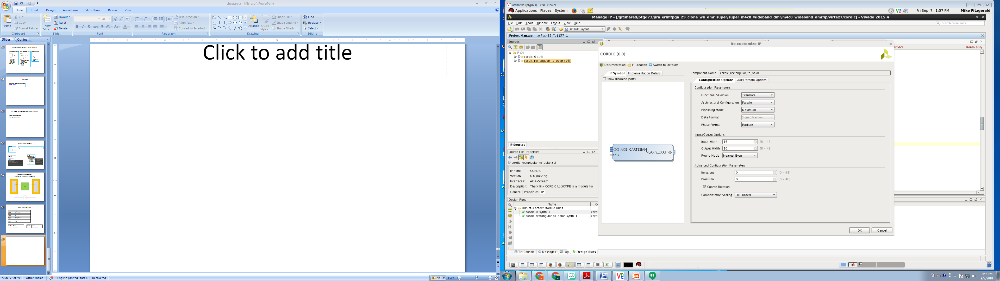 cheat.pptx - Microsoft PowerPoint
Home Insert Design Animations Slide Show Review View
Paste
Cut
Copy
Format Painter
Clipboard
New
Slide
Layout
Reset
Delete
Slides
28
Font
Text Direction
Align Text
Convert to SmartArt
Paragraph
Arrange
Quick
Styles
Shape Fill
Shape Outline
Shape Effects
Drawing
Find
Replace
Select
Editing
Slides Outline
53
54
55
56
57
58
59
Click to add title
Slide 59 of 59 "Office Theme" English (United States) Recovered
150%
atdsrv3:5 (ptgd73) - VNC Viewer
Applications Places System
Fri Sep 7, 1:57 PM Mike Fitzgerald
Manage IP - [/gitshared/ptgd73/jira_erlmfpga_29_clone_wb_dmr_super/super_m4c8_wideband_dmr/m4c8_wideband_dmr/ip/virtex7/cordic] - Vivado 2015.4
File Edit Tools Window Layout View Help
Search commands
Default Layout
Project Manager - xc7vx485tffg1157-1
Sources
IP (2)
cordic_0 (14)
cordic_rectangular_to_polar (14)
IP Sources
Source File Properties
cordic_rectangular_to_polar.xci
IP name: CORDIC
Version: 6.0 (Rev. 9)
Interfaces: AXI4-Stream
Description: The Xilinx CORDIC LogiCORE is a module for
General Properties IP
Design Runs
Name
Out-of-Context Module Runs
cordic_0_synth_1 cordi
cordic_rectangular_to_polar_synth_1 cordi
Tcl Console Messages Log Design Runs
Re-customize IP
CORDIC (6.0)
Documentation IP Location Switch to Defaults
IP Symbol Implementation Details
Show disabled ports
S_AXIS_CARTESIAN
M_AXIS_DOUT
aclk
Component Name cordic_rectangular_to_polar
Configuration Options AXI4 Stream Options
Configuration Parameters
Functional Selection Translate
Architectural Configuration Parallel
Pipelining Mode Maximum
Data Format SignedFraction
Phase Format Radians
Input/Output Options
Input Width 16 [8 - 48]
Output Width 16 [8 - 48]
Round Mode Nearest Even
Advanced Configuration Parameters
Iterations 0 [0 - 48]
Precision 0 [0 - 48]
Coarse Rotation
Compensation Scaling LUT based
OK Cancel
ar.vhd
Read-only
1:57 PM
9/7/2018